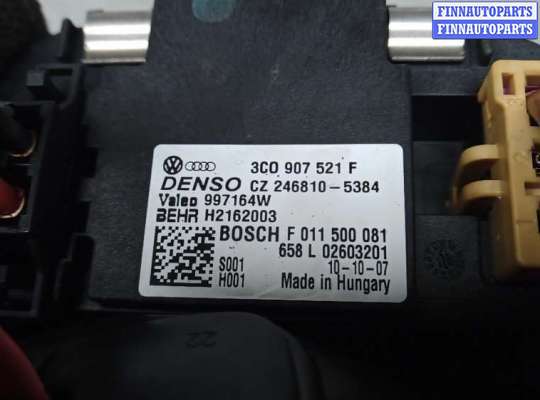 FINNAUTOPARTS
FINNAUTOPARTS
3C0 907 521 F
DENSO CZ 246810-5384
Valeo 997164W
BEHR H2162003
BOSCH F 011 500 081
658 L 02603201
S001 10-10-07
H001 Made in Hungary
22